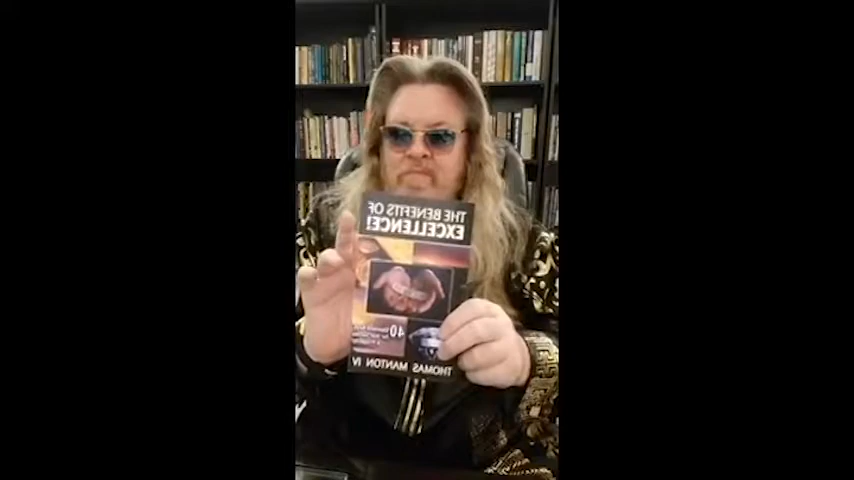 THE BENEFITS OF
EXCELLENCE!
40
THOMAS MANTON IV